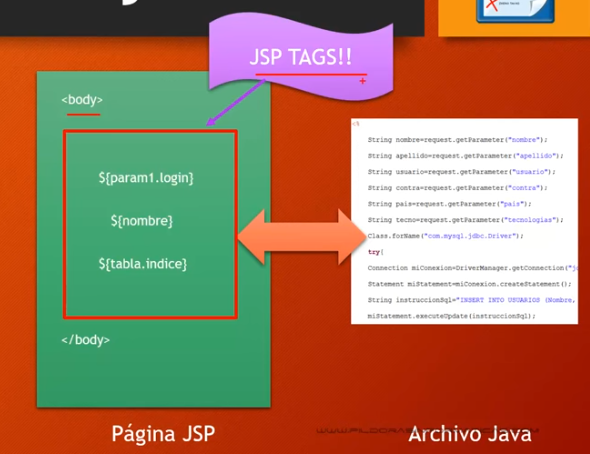 JSP TAGS!!
<body>
${param1.login}
${nombre}
${tabla.indice}
</body>
Página JSP
<%
String nombre=request.getParameter("nombre");
String apellido=request.getParameter("apellido");
String usuario=request.getParameter("usuario");
String contra=request.getParameter("contra");
String pais=request.getParameter("pais");
String tecno=request.getParameter("tecnologias");
Class.forName("com.mysql.jdbc.Driver");
try{
Connection miConexion=DriverManager.getConnection("j
Statement miStatement=miConexion.createStatement();
String instruccionSql="INSERT INTO USUARIOS (Nombre,
miStatement.executeUpdate(instruccionSql);
Archivo Java